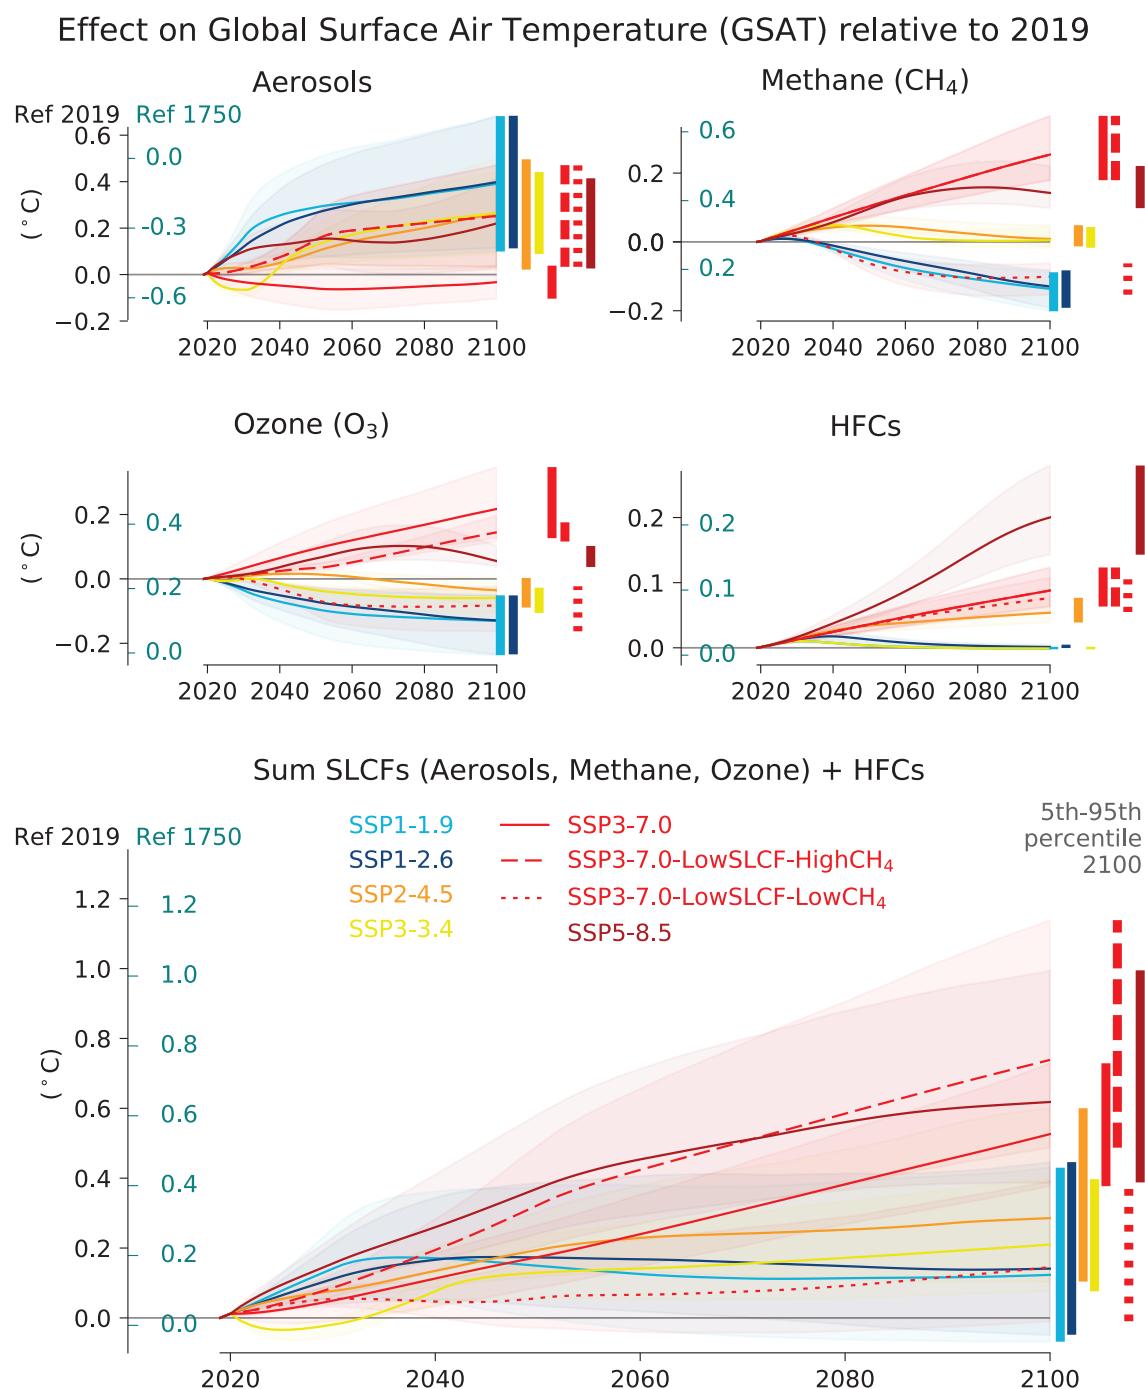 Effect on Global Surface Air Temperature (GSAT) relative to 2019
Aerosols
Ref 2019 Ref 1750
(°C)
0.6
0.4
0.2
0.0
−0.2
0.0
-0.3
-0.6
2020 2040 2060 2080 2100
Methane (CH₄)
0.2
0.0
−0.2
0.6
0.4
0.2
2020 2040 2060 2080 2100
Ozone (O₃)
(°C)
0.2
0.0
−0.2
0.4
0.2
0.0
2020 2040 2060 2080 2100
HFCs
0.2
0.1
0.0
0.2
0.1
0.0
2020 2040 2060 2080 2100
Sum SLCFs (Aerosols, Methane, Ozone) + HFCs
Ref 2019 Ref 1750
(°C)
1.2
1.0
0.8
0.6
0.4
0.2
0.0
1.2
1.0
0.8
0.6
0.4
0.2
0.0
SSP1-1.9
SSP1-2.6
SSP2-4.5
SSP3-3.4
SSP3-7.0
SSP3-7.0-LowSLCF-HighCH₄
SSP3-7.0-LowSLCF-LowCH₄
SSP5-8.5
5th-95th
percentile
2100
2020 2040 2060 2080 2100